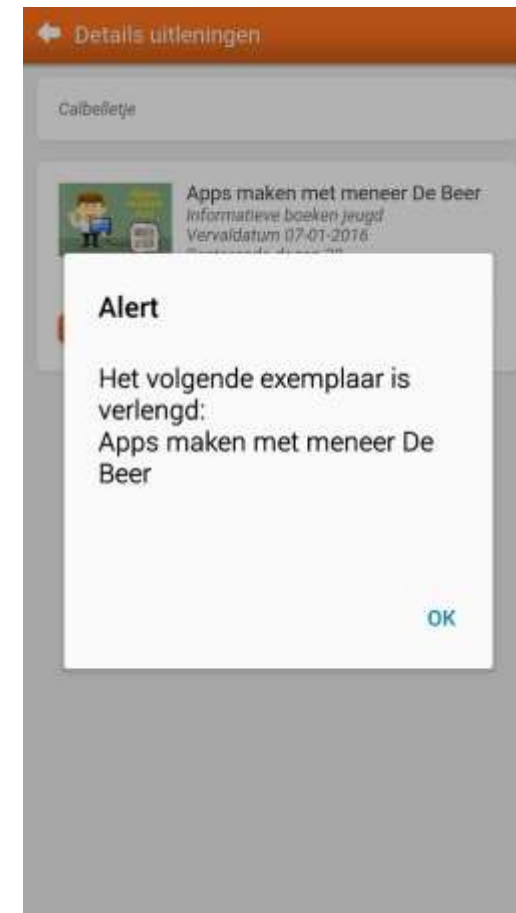 Details uitleningen
Calbelletje
Apps maken met meneer De Beer
Informatieve boeken jeugd
Vervaldatum 07-01-2016
Alert
Het volgende exemplaar is
verlengd:
Apps maken met meneer De
Beer
OK